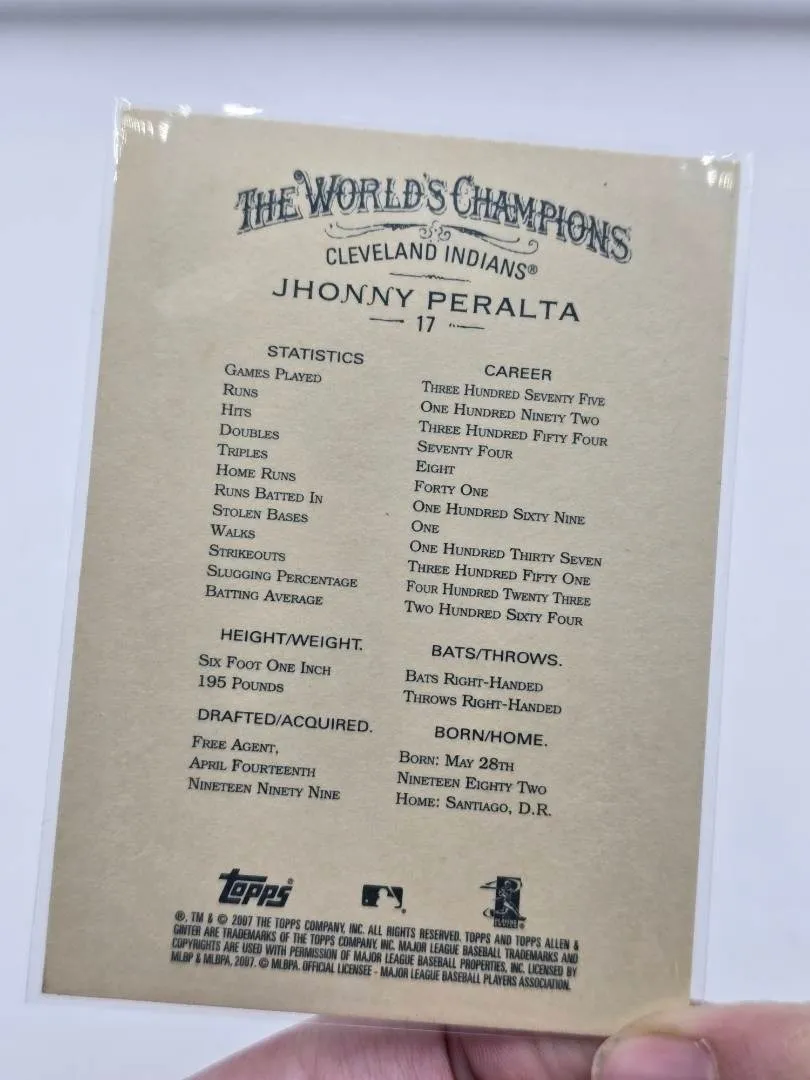 THE WORLD'S CHAMPIONS
CLEVELAND INDIANS®
JHONNY PERALTA
17
STATISTICS
GAMES PLAYED
RUNS
HITS
DOUBLES
TRIPLES
HOME RUNS
RUNS BATTED IN
STOLEN BASES
WALKS
STRIKEOUTS
SLUGGING PERCENTAGE
BATTING AVERAGE
CAREER
THREE HUNDRED SEVENTY FIVE
ONE HUNDRED NINETY TWO
THREE HUNDRED FIFTY FOUR
SEVENTY FOUR
EIGHT
FORTY ONE
ONE HUNDRED SIXTY NINE
ONE
ONE HUNDRED THIRTY SEVEN
THREE HUNDRED FIFTY ONE
FOUR HUNDRED TWENTY THREE
TWO HUNDRED SIXTY FOUR
HEIGHT/WEIGHT.
SIX FOOT ONE INCH
195 POUNDS
BATS/THROWS.
BATS RIGHT-HANDED
THROWS RIGHT-HANDED
DRAFTED/ACQUIRED.
FREE AGENT,
APRIL FOURTEENTH
NINETEEN NINETY NINE
BORN/HOME.
BORN: MAY 28TH
NINETEEN EIGHTY TWO
HOME: SANTIAGO, D.R.
topps®
®, TM & © 2007 THE TOPPS COMPANY, INC. ALL RIGHTS RESERVED. TOPPS AND TOPPS ALLEN &
GINTER ARE TRADEMARKS OF THE TOPPS COMPANY, INC. MAJOR LEAGUE BASEBALL TRADEMARKS AND
COPYRIGHTS ARE USED WITH PERMISSION OF MAJOR LEAGUE BASEBALL PROPERTIES, INC. LICENSED BY
MLBP & MLBPA, 2007. © MLBPA. OFFICIAL LICENSEE - MAJOR LEAGUE BASEBALL PLAYERS ASSOCIATION.